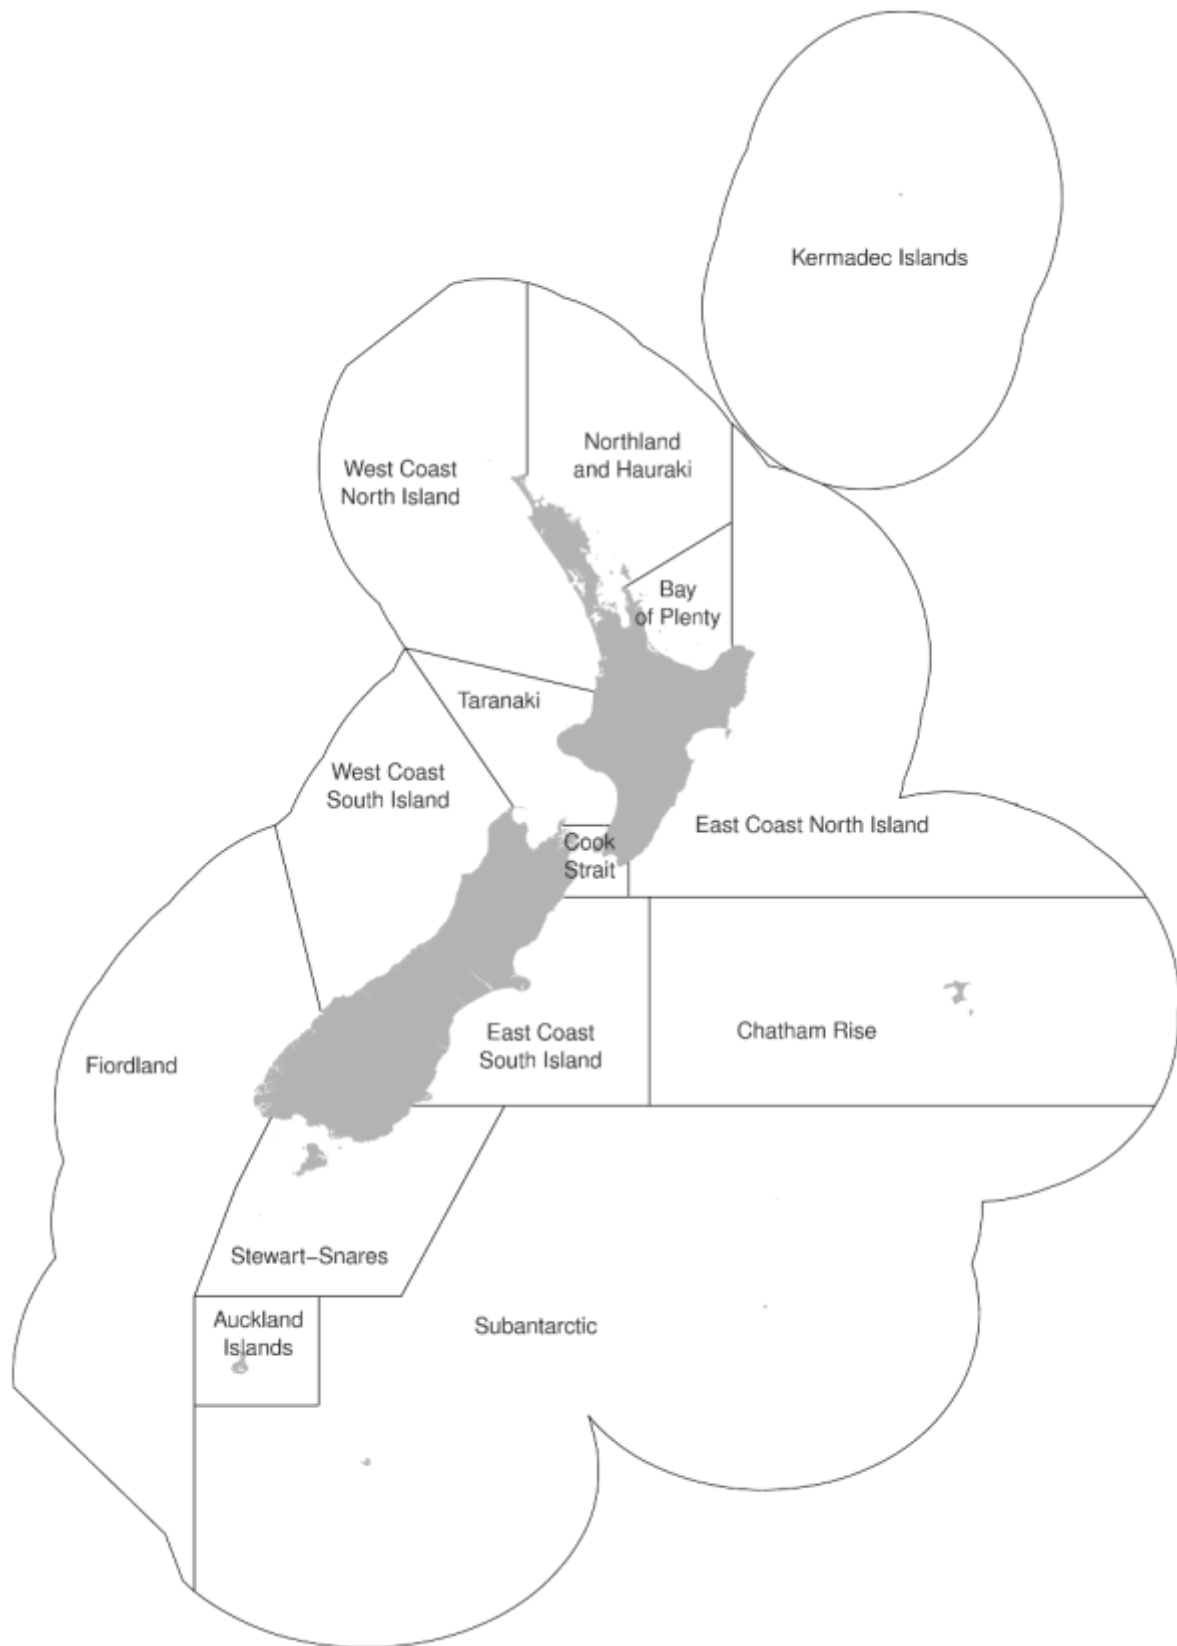 Kermadec Islands
Northland
and Hauraki
West Coast
North Island
Bay
of Plenty
Taranaki
West Coast
South Island
East Coast North Island
Cook
Strait
East Coast
South Island
Chatham Rise
Fiordland
Stewart–Snares
Auckland
Islands
Subantarctic